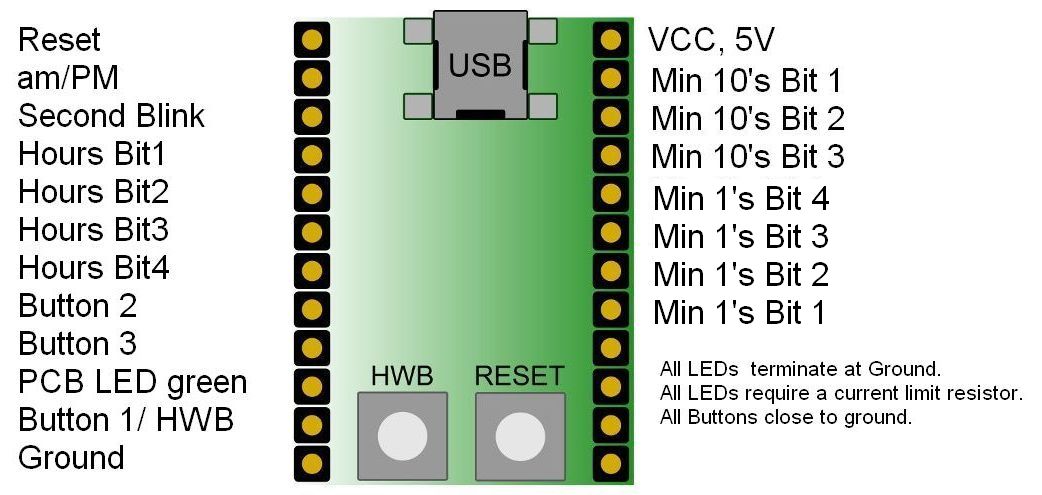 Reset
am/PM
Second Blink
Hours Bit1
Hours Bit2
Hours Bit3
Hours Bit4
Button 2
Button 3
PCB LED green
Button 1/ HWB
Ground
USB
HWB
RESET
VCC, 5V
Min 10's Bit 1
Min 10's Bit 2
Min 10's Bit 3
Min 1's Bit 4
Min 1's Bit 3
Min 1's Bit 2
Min 1's Bit 1
All LEDs terminate at Ground.
All LEDs require a current limit resistor.
All Buttons close to ground.